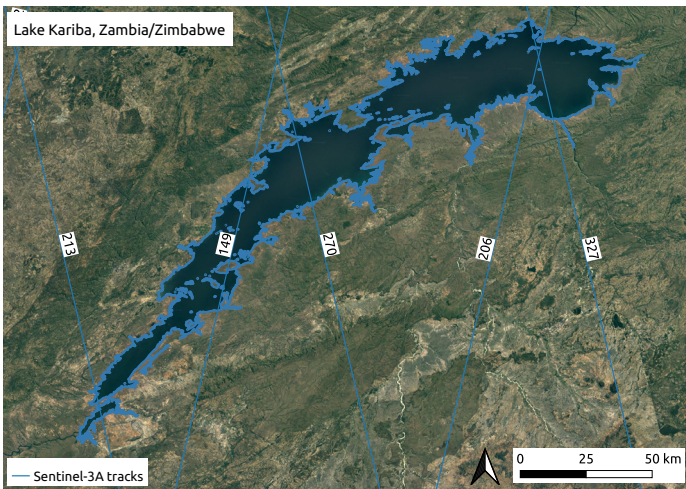 Lake Kariba, Zambia/Zimbabwe
213
149
270
206
327
Sentinel-3A tracks
0 25 50 km